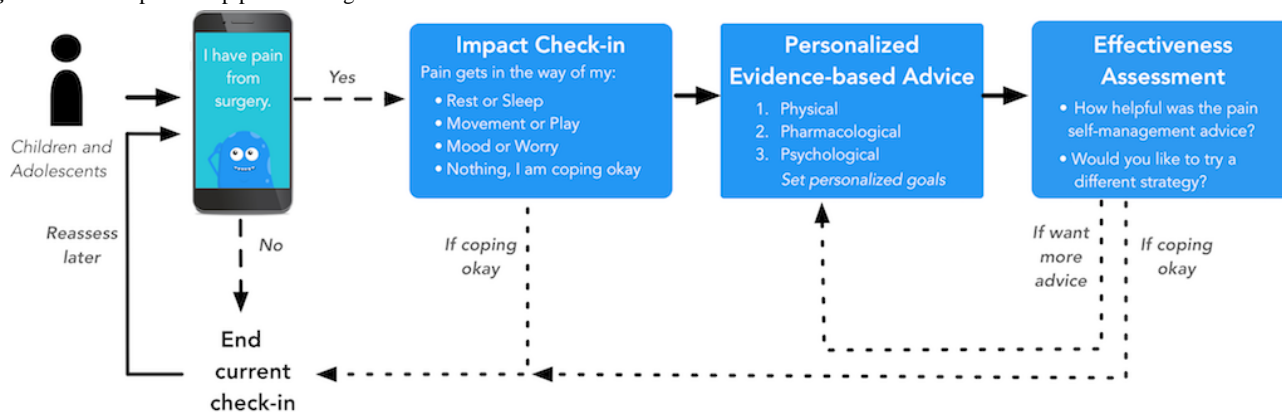 I have pain
from
surgery.
Children and
Adolescents
Yes
No
Reassess
later
End
current
check-in
Impact Check-in
Pain gets in the way of my:
• Rest or Sleep
• Movement or Play
• Mood or Worry
• Nothing, I am coping okay
If coping
okay
Personalized
Evidence-based Advice
1. Physical
2. Pharmacological
3. Psychological
Set personalized goals
Effectiveness
Assessment
• How helpful was the pain
self-management advice?
• Would you like to try a
different strategy?
If want
more
advice
If coping
okay